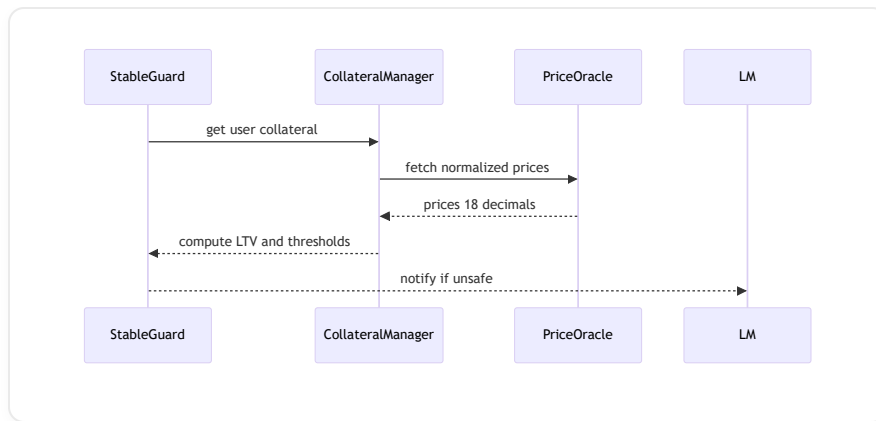 StableGuard
CollateralManager
PriceOracle
LM
get user collateral
fetch normalized prices
prices 18 decimals
compute LTV and thresholds
notify if unsafe
StableGuard
CollateralManager
PriceOracle
LM